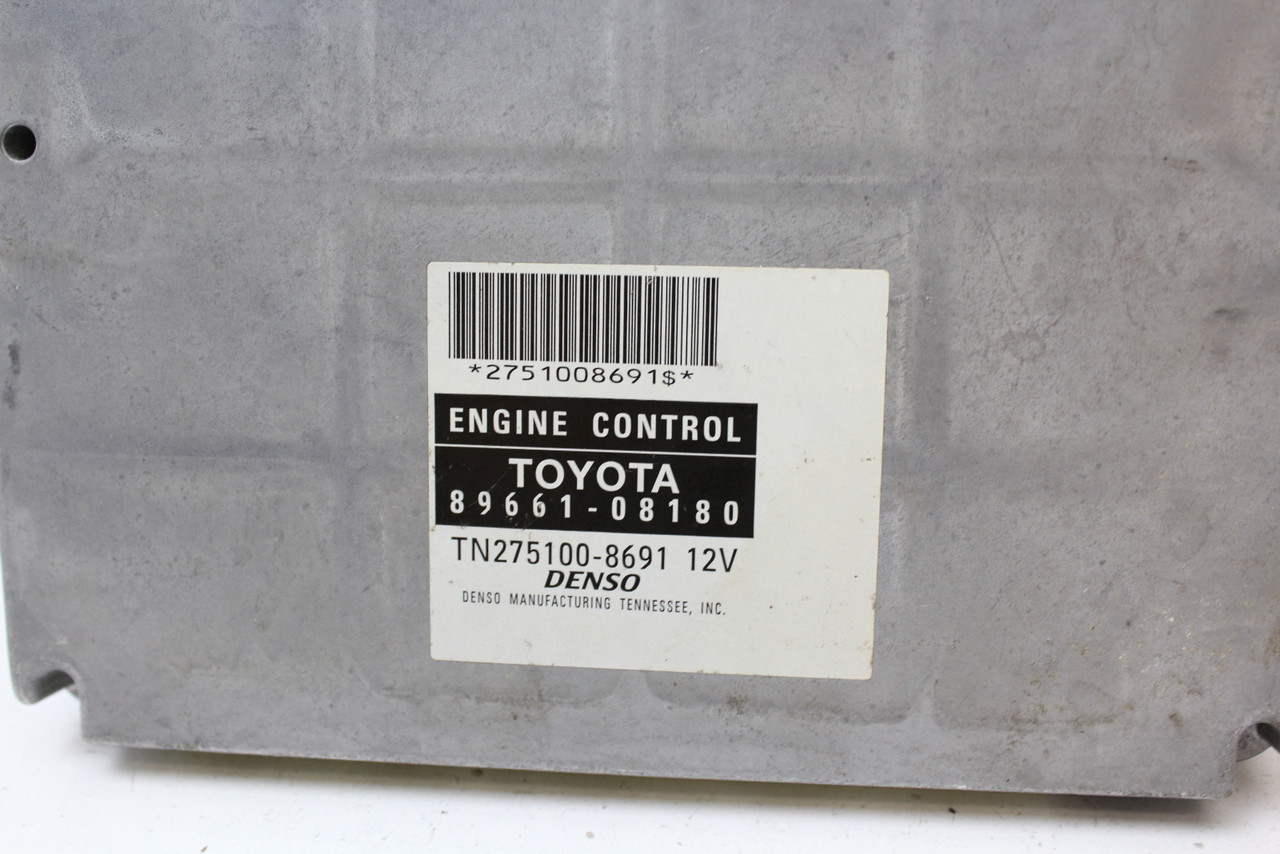 *2751008691$*
ENGINE CONTROL
TOYOTA
89661-08180
TN275100-8691 12V
DENSO
DENSO MANUFACTURING TENNESSEE, INC.